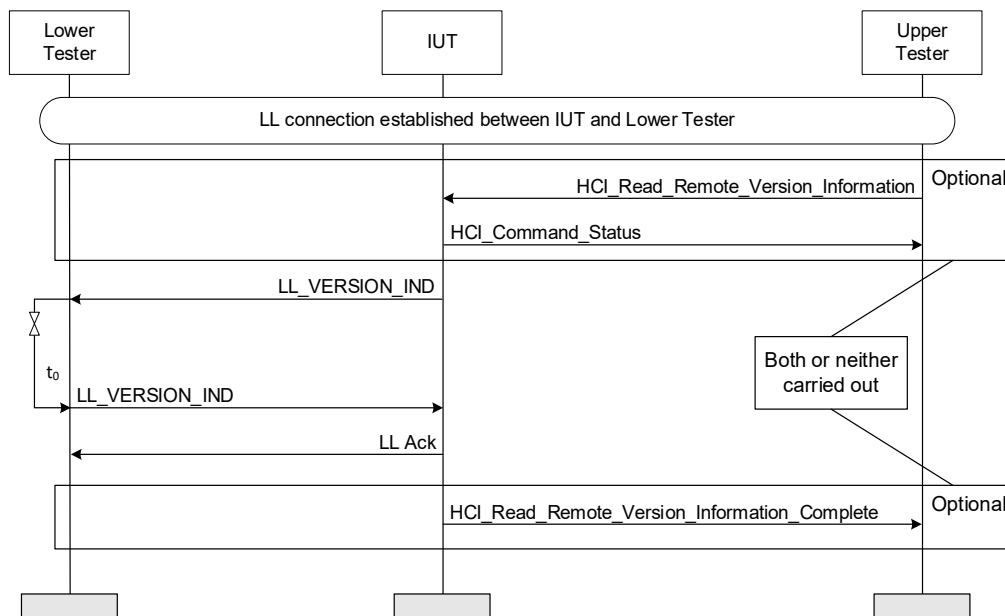 Lower
Tester
IUT
Upper
Tester
LL connection established between IUT and Lower Tester
Optional
HCI_Read_Remote_Version_Information
HCI_Command_Status
LL_VERSION_IND
t0
LL_VERSION_IND
Both or neither
carried out
LL Ack
Optional
HCI_Read_Remote_Version_Information_Complete